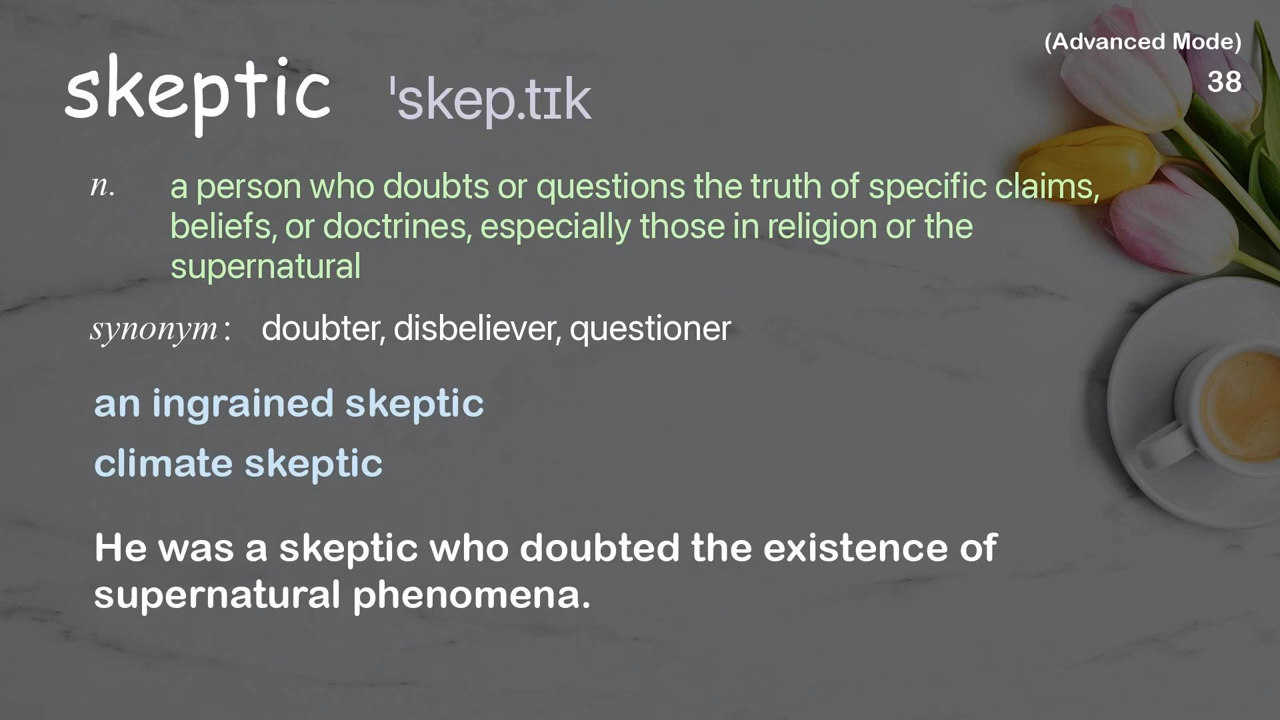 (Advanced Mode)
38
skeptic ˈskep.tɪk
n. a person who doubts or questions the truth of specific claims,
beliefs, or doctrines, especially those in religion or the
supernatural
synonym: doubter, disbeliever, questioner
an ingrained skeptic
climate skeptic
He was a skeptic who doubted the existence of
supernatural phenomena.